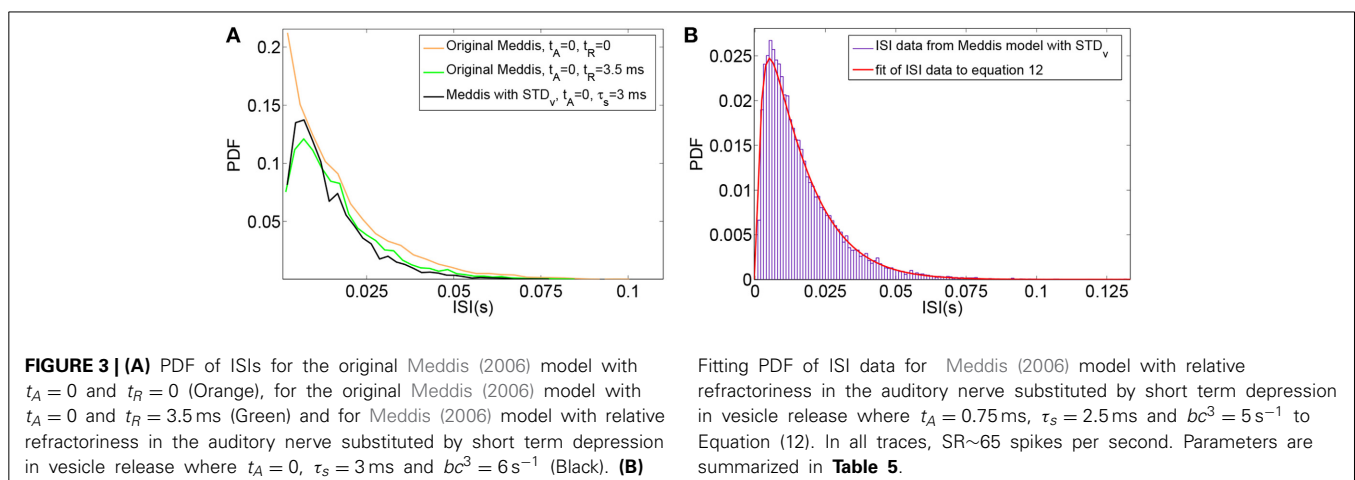 A
0.2
0.15
0.1
0.05
PDF
0.025
0.05
0.075
0.1
ISI(s)
Original Meddis, t_A=0, t_R=0
Original Meddis, t_A=0, t_R=3.5 ms
Meddis with STD_v, t_A=0, τ_s=3 ms
B
0.025
0.02
0.015
0.01
0.005
0
PDF
0
0.025
0.05
0.075
0.1
0.125
ISI(s)
ISI data from Meddis model with STD_v
fit of ISI data to equation 12
FIGURE 3 | (A) PDF of ISIs for the original Meddis (2006) model with
t_A = 0 and t_R = 0 (Orange), for the original Meddis (2006) model with
t_A = 0 and t_R = 3.5 ms (Green) and for Meddis (2006) model with relative
refractoriness in the auditory nerve substituted by short term depression
in vesicle release where t_A = 0, τ_s = 3 ms and bc³ = 6 s⁻¹ (Black). (B)
Fitting PDF of ISI data for Meddis (2006) model with relative
refractoriness in the auditory nerve substituted by short term depression
in vesicle release where t_A = 0.75 ms, τ_s = 2.5 ms and bc³ = 5 s⁻¹ to
Equation (12). In all traces, SR∼65 spikes per second. Parameters are
summarized in Table 5.